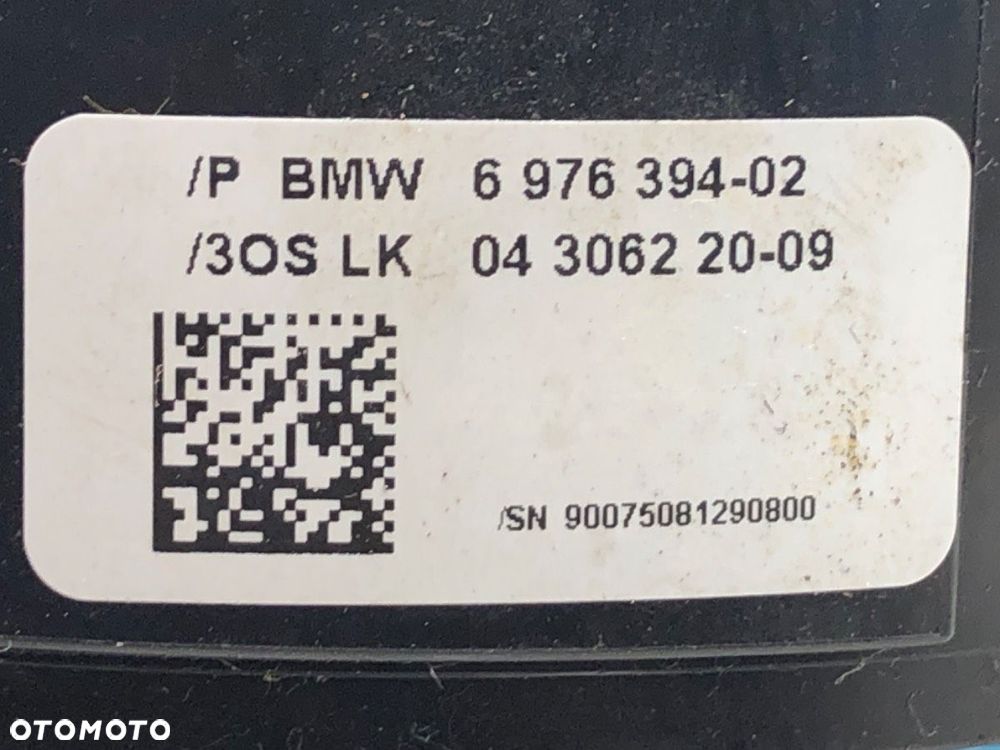 /P BMW 6 976 394-02
/3OS LK 04 3062 20-09
/SN 90075081290800
OTOMOTO